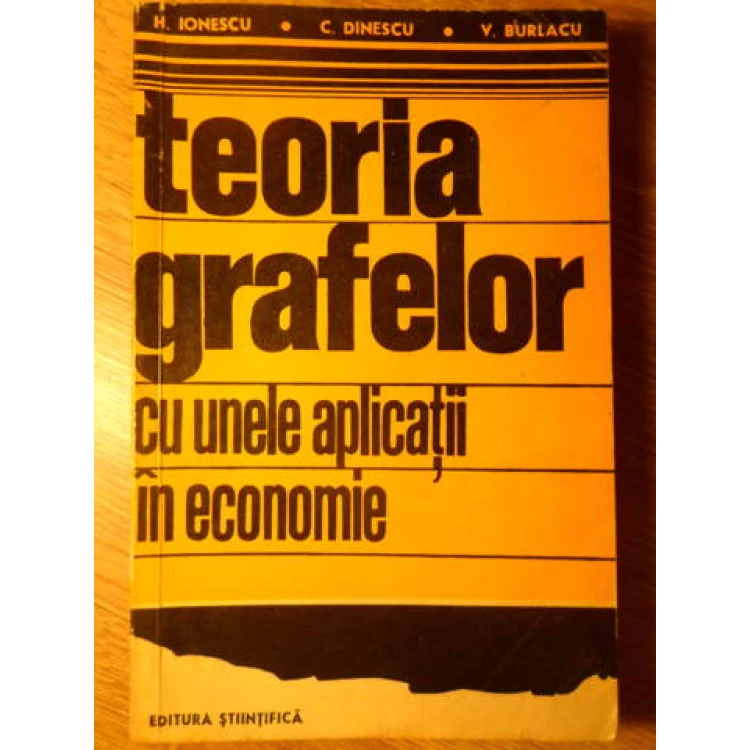 H. IONESCU • C. DINESCU • V. BURLACU
teoria
grafelor
cu unele aplicații
în economie
EDITURA ȘTIINȚIFICĂ